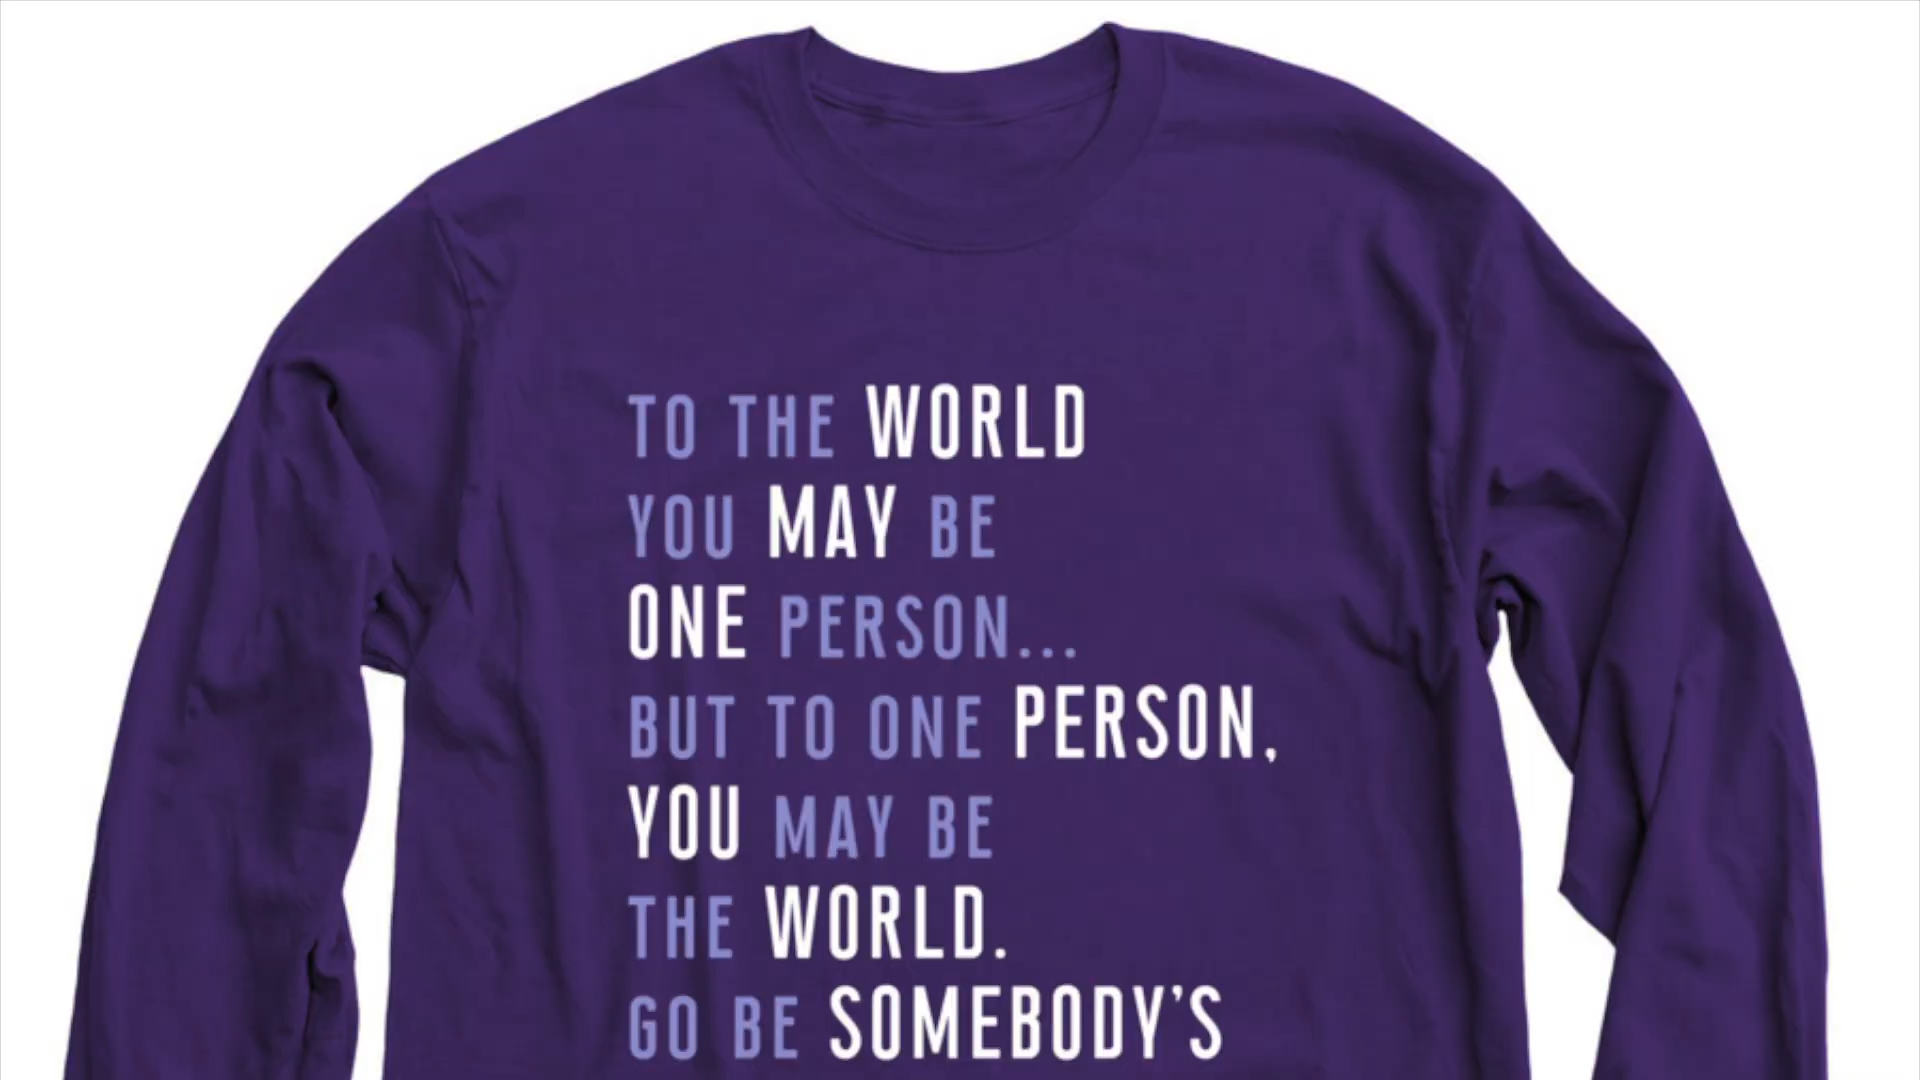 TO THE WORLD
YOU MAY BE
ONE PERSON...
BUT TO ONE PERSON,
YOU MAY BE
THE WORLD.
GO BE SOMEBODY'S